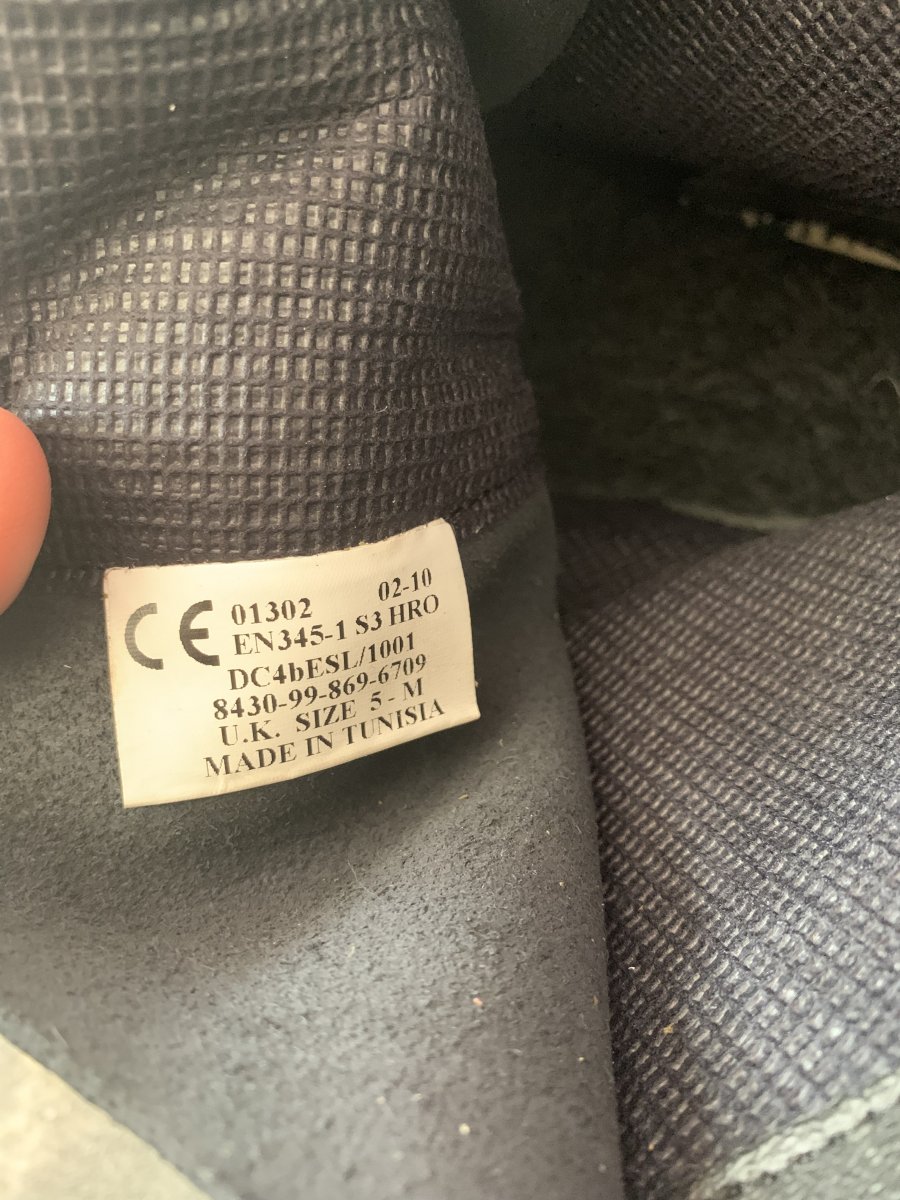 CE 01302 02-10
EN345-1 S3 HRO
DC4bESL/1001
8430-99-869-6709
U.K. SIZE 5-M
MADE IN TUNISIA